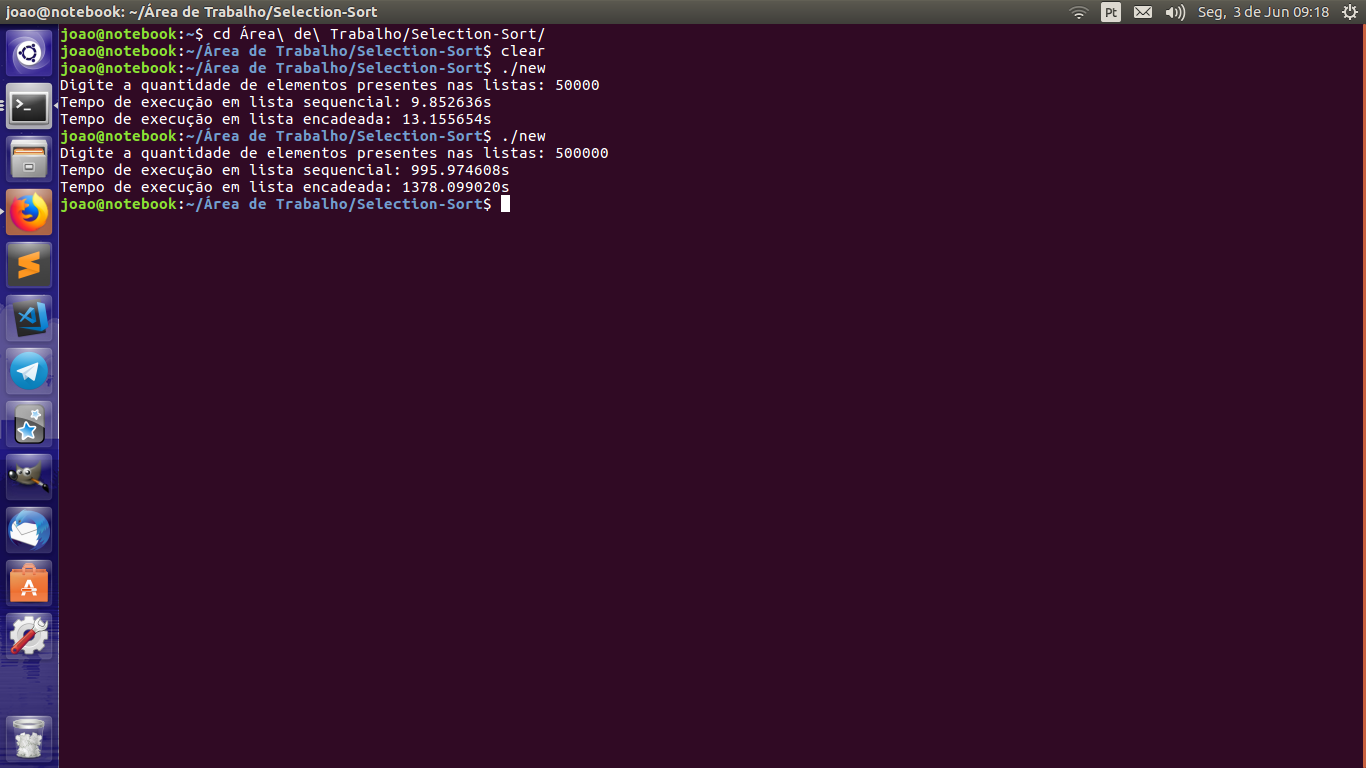 joao@notebook: ~/Área de Trabalho/Selection-Sort
Pt
Seg, 3 de Jun 09:18
joao@notebook:~$ cd Área\ de\ Trabalho/Selection-Sort/
joao@notebook:~/Área de Trabalho/Selection-Sort$ clear
joao@notebook:~/Área de Trabalho/Selection-Sort$ ./new
Digite a quantidade de elementos presentes nas listas: 50000
Tempo de execução em lista sequencial: 9.852636s
Tempo de execução em lista encadeada: 13.155654s
joao@notebook:~/Área de Trabalho/Selection-Sort$ ./new
Digite a quantidade de elementos presentes nas listas: 500000
Tempo de execução em lista sequencial: 995.974608s
Tempo de execução em lista encadeada: 1378.099020s
joao@notebook:~/Área de Trabalho/Selection-Sort$